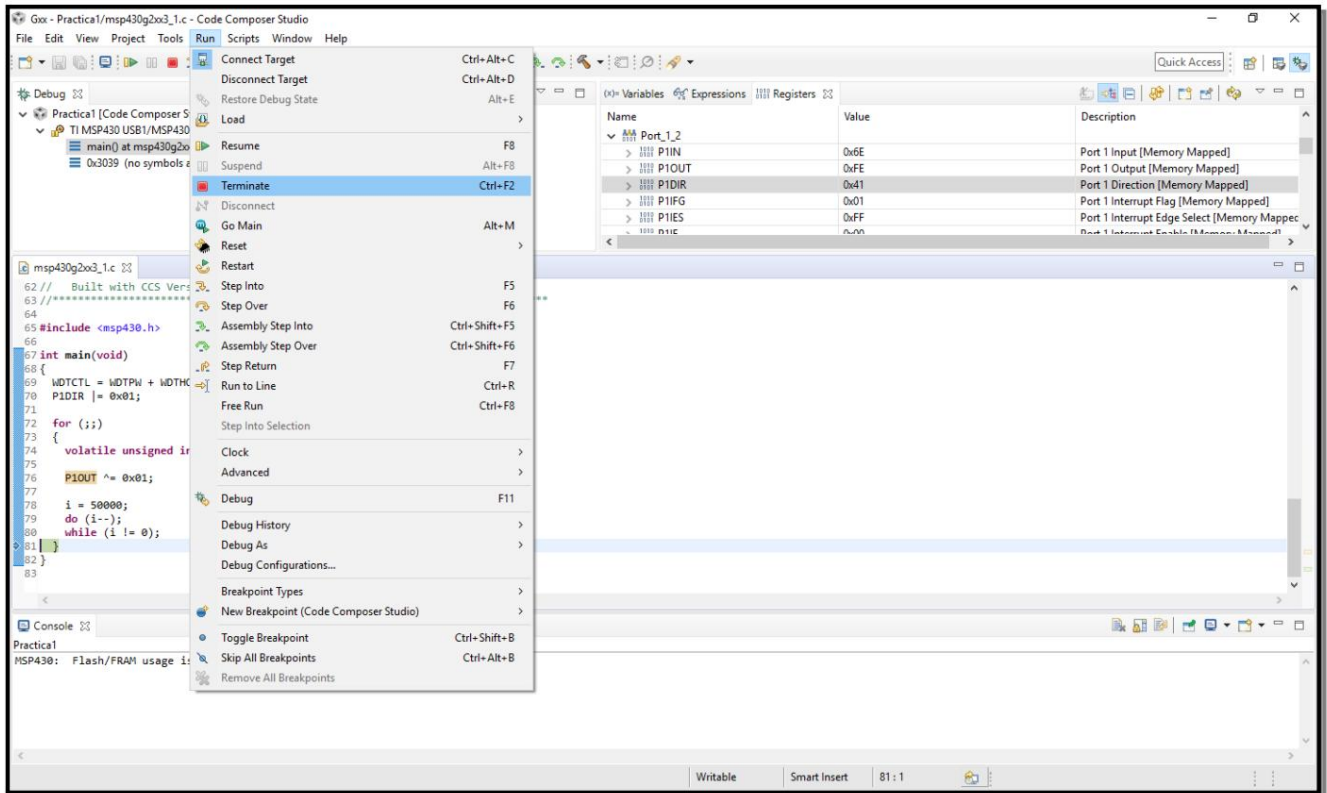 Gxx - Practica1/msp430g2xx3_1.c - Code Composer Studio
File Edit View Project Tools Run Scripts Window Help
Quick Access
Debug
Practica1 [Code Composer S
TI MSP430 USB1/MSP430
main() at msp430g2xx
0x3039 (no symbols a
Connect Target Ctrl+Alt+C
Disconnect Target Ctrl+Alt+D
Restore Debug State Alt+E
Load
Resume F8
Suspend Alt+F8
Terminate Ctrl+F2
Disconnect
Go Main Alt+M
Reset
Restart
Step Into F5
Step Over F6
Assembly Step Into Ctrl+Shift+F5
Assembly Step Over Ctrl+Shift+F6
Step Return F7
Run to Line Ctrl+R
Free Run Ctrl+F8
Step Into Selection
Clock
Advanced
Debug F11
Debug History
Debug As
Debug Configurations...
Breakpoint Types
New Breakpoint (Code Composer Studio)
Toggle Breakpoint Ctrl+Shift+B
Skip All Breakpoints Ctrl+Alt+B
Remove All Breakpoints
(x)= Variables Expressions Registers
Name Value Description
Port_1_2
P1IN 0x6E Port 1 Input [Memory Mapped]
P1OUT 0xFE Port 1 Output [Memory Mapped]
P1DIR 0x41 Port 1 Direction [Memory Mapped]
P1IFG 0x01 Port 1 Interrupt Flag [Memory Mapped]
P1IES 0xFF Port 1 Interrupt Edge Select [Memory Mappec
P1IE 0x00 Port 1 Interrupt Enable [Memory Mapped]
msp430g2xx3_1.c
62 // Built with CCS Vers
63 //************************ **
64
65 #include <msp430.h>
66
67 int main(void)
68 {
69 WDTCTL = WDTPW + WDTHO
70 P1DIR |= 0x01;
71
72 for (;;)
73 {
74 volatile unsigned in
75
76 P1OUT ^= 0x01;
77
78 i = 50000;
79 do (i--);
80 while (i != 0);
81 }
82 }
83
Console
Practica1
MSP430: Flash/FRAM usage is
Writable Smart Insert 81 : 1